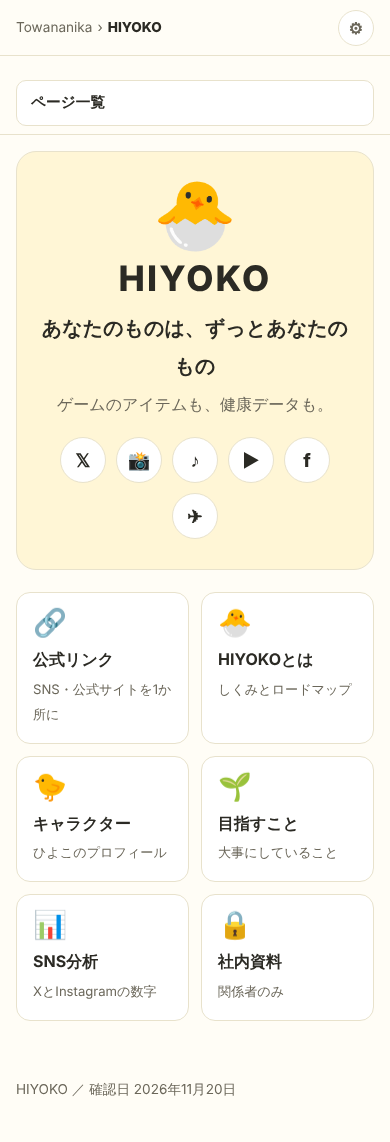 Towananika › HIYOKO
ページ一覧
HIYOKO
あなたのものは、ずっとあなたの
もの
ゲームのアイテムも、健康データも。
𝕏
♪
f
公式リンク
SNS・公式サイトを1か
所に
HIYOKOとは
しくみとロードマップ
キャラクター
ひよこのプロフィール
目指すこと
大事にしていること
SNS分析
XとInstagramの数字
社内資料
関係者のみ
HIYOKO ／ 確認日 2026年11月20日